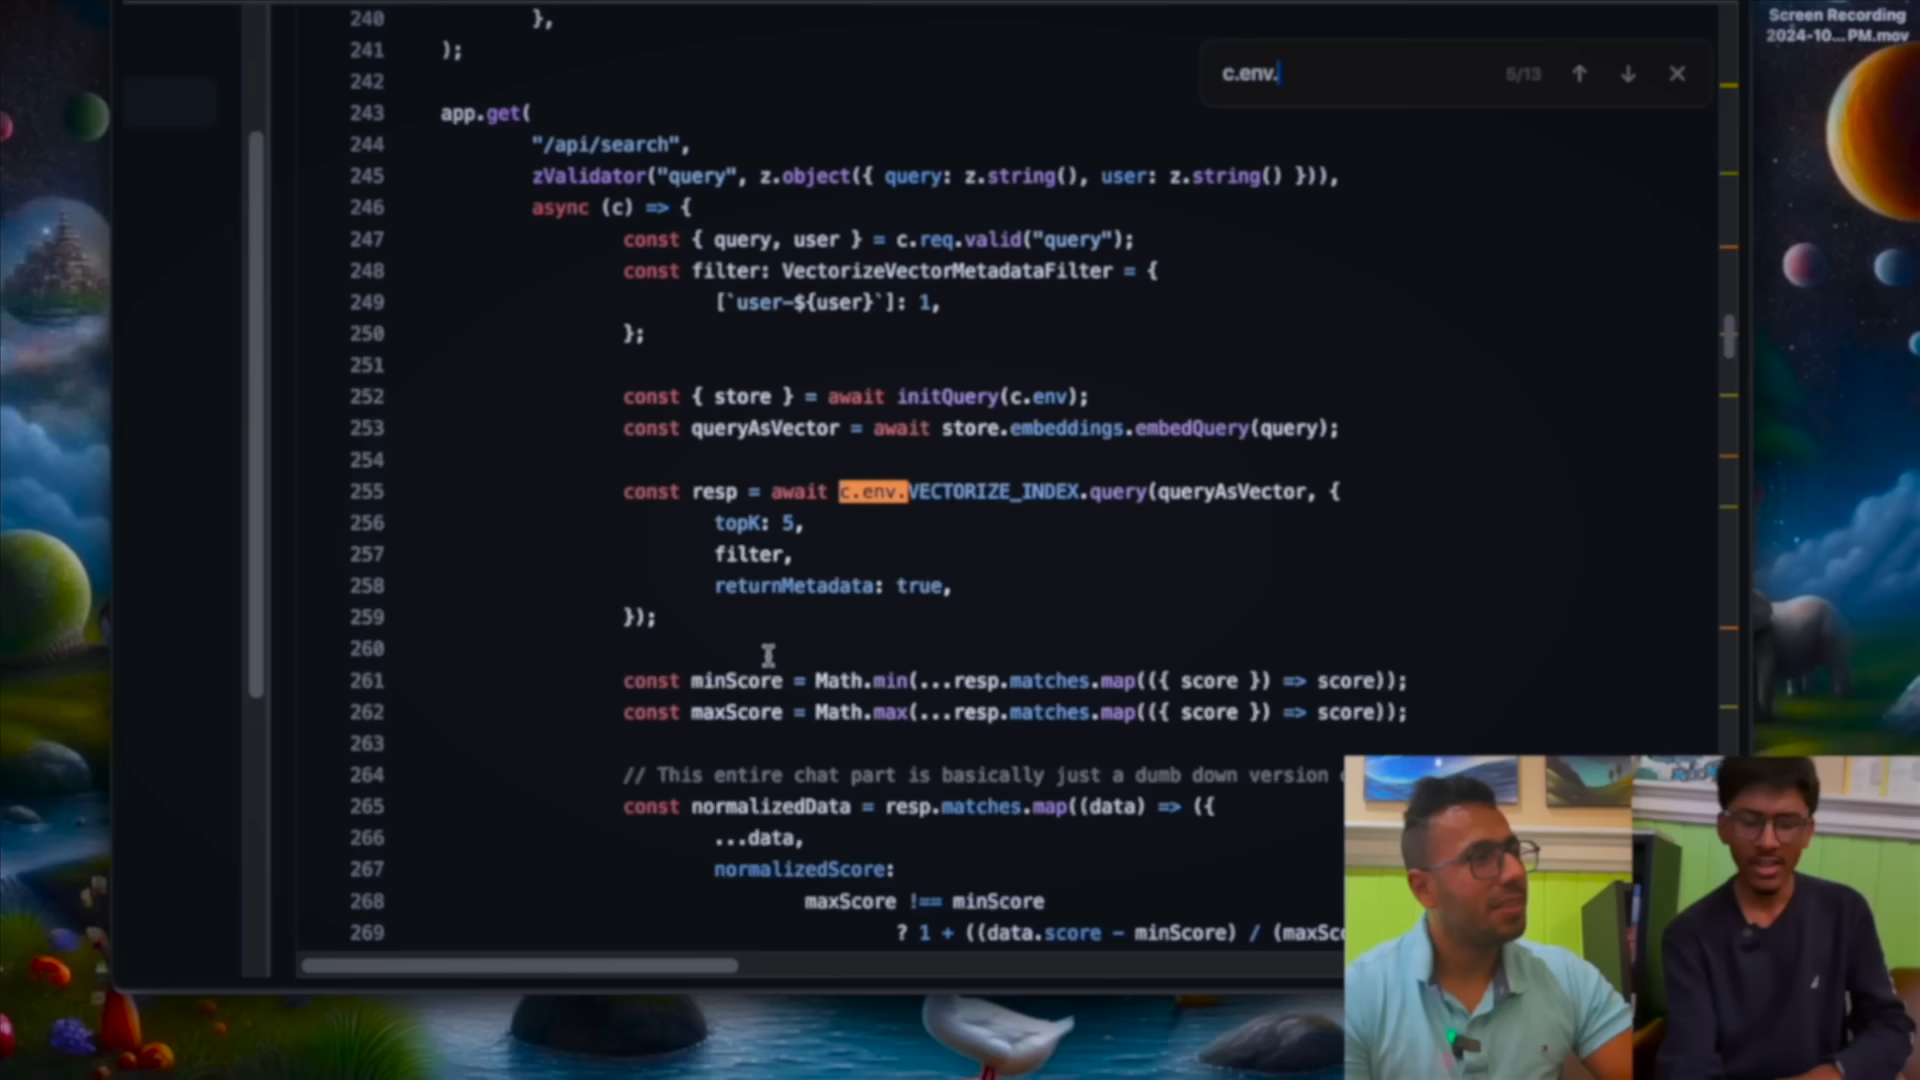 Screen Recording
2024-10...PM.mov
c.env.
5/13
240 },
241 );
242
243 app.get(
244 "/api/search",
245 zValidator("query", z.object({ query: z.string(), user: z.string() })),
246 async (c) => {
247 const { query, user } = c.req.valid("query");
248 const filter: VectorizeVectorMetadataFilter = {
249 [`user-${user}`]: 1,
250 };
251
252 const { store } = await initQuery(c.env);
253 const queryAsVector = await store.embeddings.embedQuery(query);
254
255 const resp = await c.env.VECTORIZE_INDEX.query(queryAsVector, {
256 topK: 5,
257 filter,
258 returnMetadata: true,
259 });
260
261 const minScore = Math.min(...resp.matches.map(({ score }) => score));
262 const maxScore = Math.max(...resp.matches.map(({ score }) => score));
263
264 // This entire chat part is basically just a dumb down version
265 const normalizedData = resp.matches.map((data) => ({
266 ...data,
267 normalizedScore:
268 maxScore !== minScore
269 ? 1 + ((data.score - minScore) / (maxSco